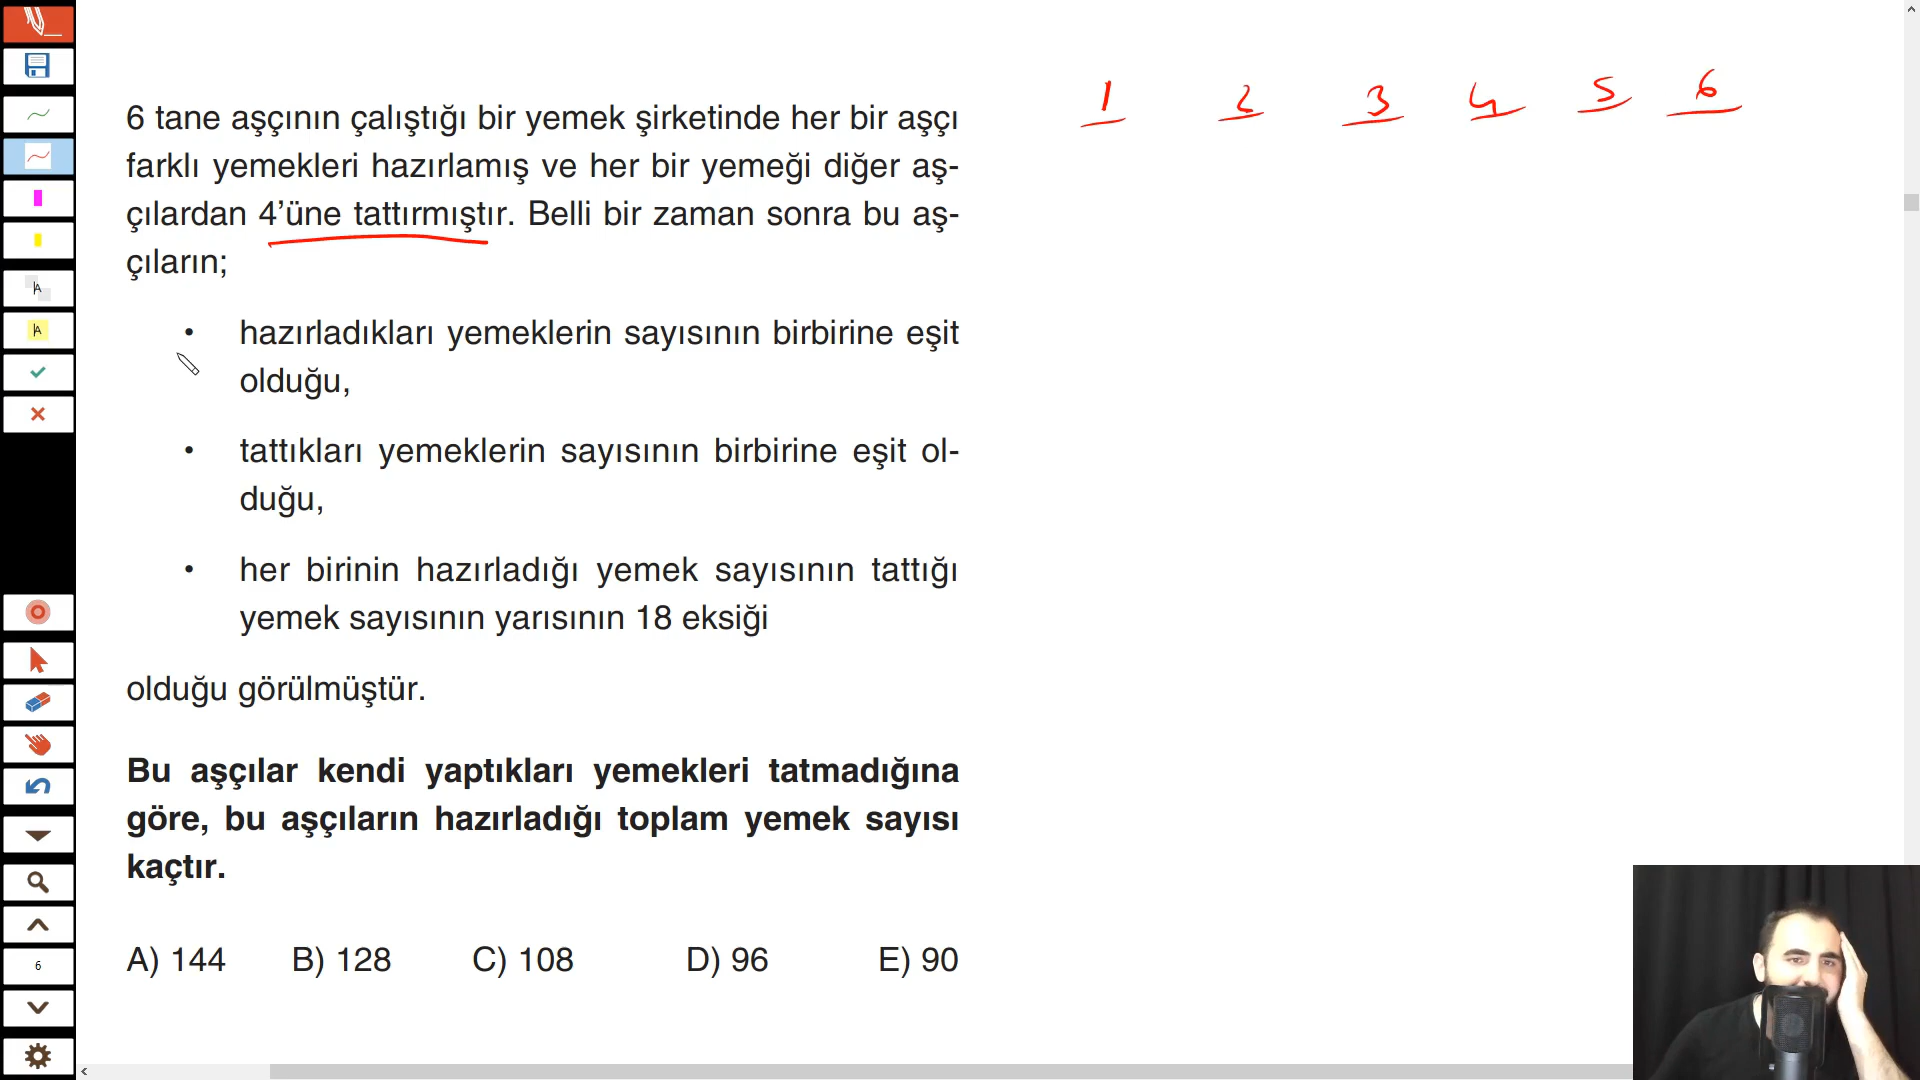 1 2 3 4 5 6
6 tane aşçının çalıştığı bir yemek şirketinde her bir aşçı
farklı yemekleri hazırlamış ve her bir yemeği diğer aş-
çılardan 4’üne tattırmıştır. Belli bir zaman sonra bu aş-
çıların;
• hazırladıkları yemeklerin sayısının birbirine eşit
olduğu,
• tattıkları yemeklerin sayısının birbirine eşit ol-
duğu,
• her birinin hazırladığı yemek sayısının tattığı
yemek sayısının yarısının 18 eksiği
olduğu görülmüştür.
Bu aşçılar kendi yaptıkları yemekleri tatmadığına
göre, bu aşçıların hazırladığı toplam yemek sayısı
kaçtır.
A) 144 B) 128 C) 108 D) 96 E) 90
A
A
6